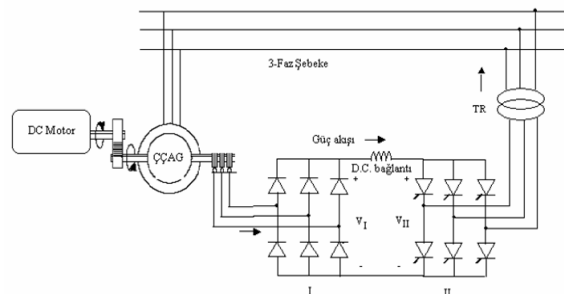 3-Faz Şebeke
TR
DC Motor
ÇÇAG
Güç akışı
D.C. bağlantı
+
+
V I
V II
-
-
I
II